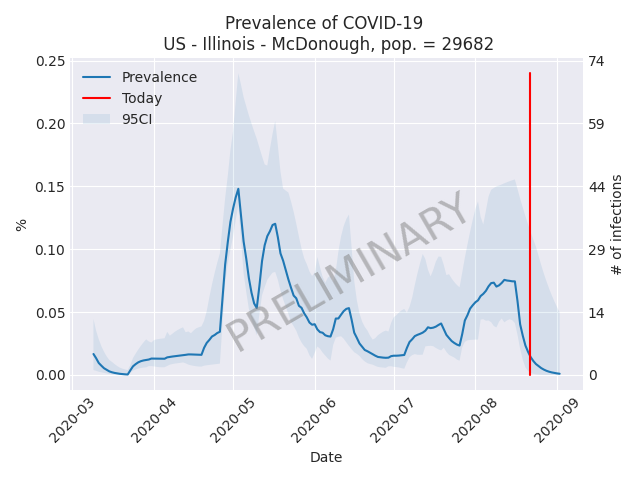 Prevalence of COVID-19
US - Illinois - McDonough, pop. = 29682
Prevalence
Today
95CI
PRELIMINARY
%
0.25
0.20
0.15
0.10
0.05
0.00
74
59
44
29
14
0
# of infections
2020-03
2020-04
2020-05
2020-06
2020-07
2020-08
2020-09
Date